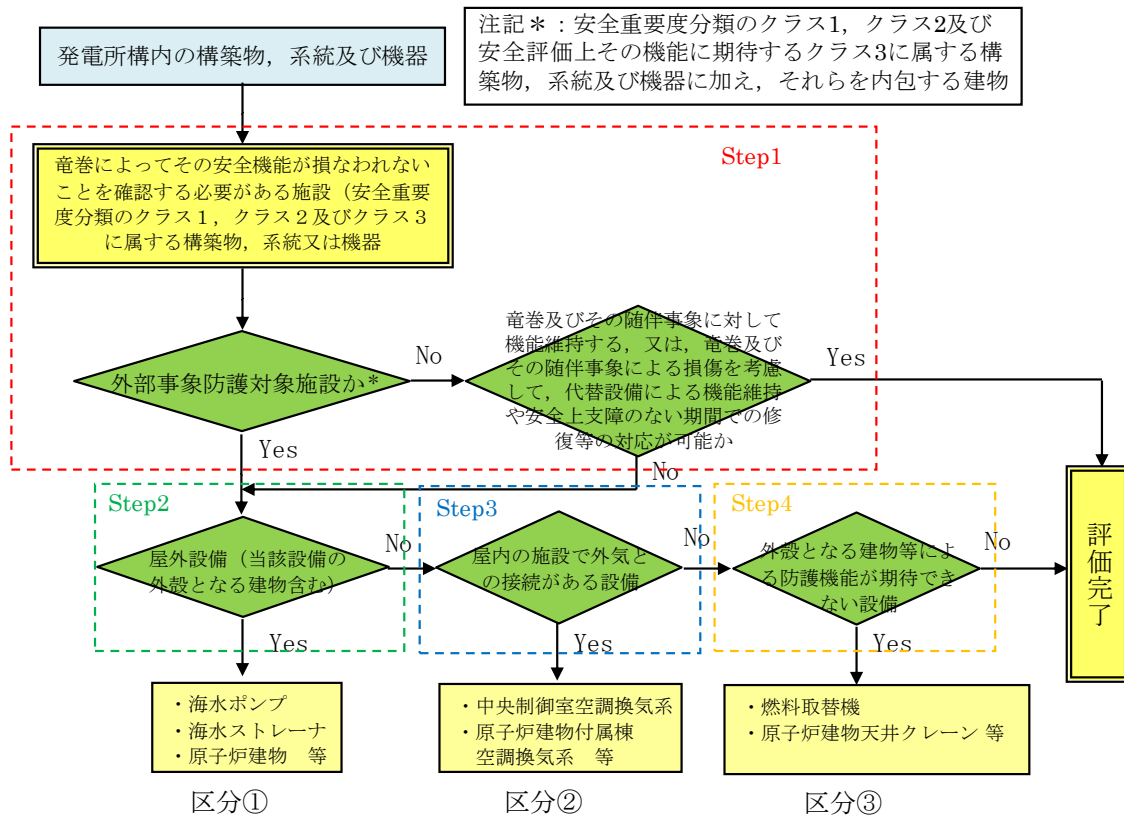 発電所構内の構築物，系統及び機器
注記＊：安全重要度分類のクラス1，クラス2及び
安全評価上その機能に期待するクラス3に属する構
築物，系統及び機器に加え，それらを内包する建物
Step1
竜巻によってその安全機能が損なわれない
ことを確認する必要がある施設（安全重要
度分類のクラス１，クラス２及びクラス３
に属する構築物，系統又は機器
外部事象防護対象施設か*
No
竜巻及びその随伴事象に対して
機能維持する，又は，竜巻及び
その随伴事象による損傷を考慮
して，代替設備による機能維持
や安全上支障のない期間での修
復等の対応が可能か
Yes
Yes
No
Step2
屋外設備（当該設備の
外殻となる建物含む）
No
Yes
Step3
屋内の施設で外気と
の接続がある設備
No
Yes
Step4
外殻となる建物等によ
る防護機能が期待でき
ない設備
No
Yes
評価完了
・海水ポンプ
・海水ストレーナ
・原子炉建物　等
・中央制御室空調換気系
・原子炉建物付属棟
空調換気系　等
・燃料取替機
・原子炉建物天井クレーン 等
区分①
区分②
区分③